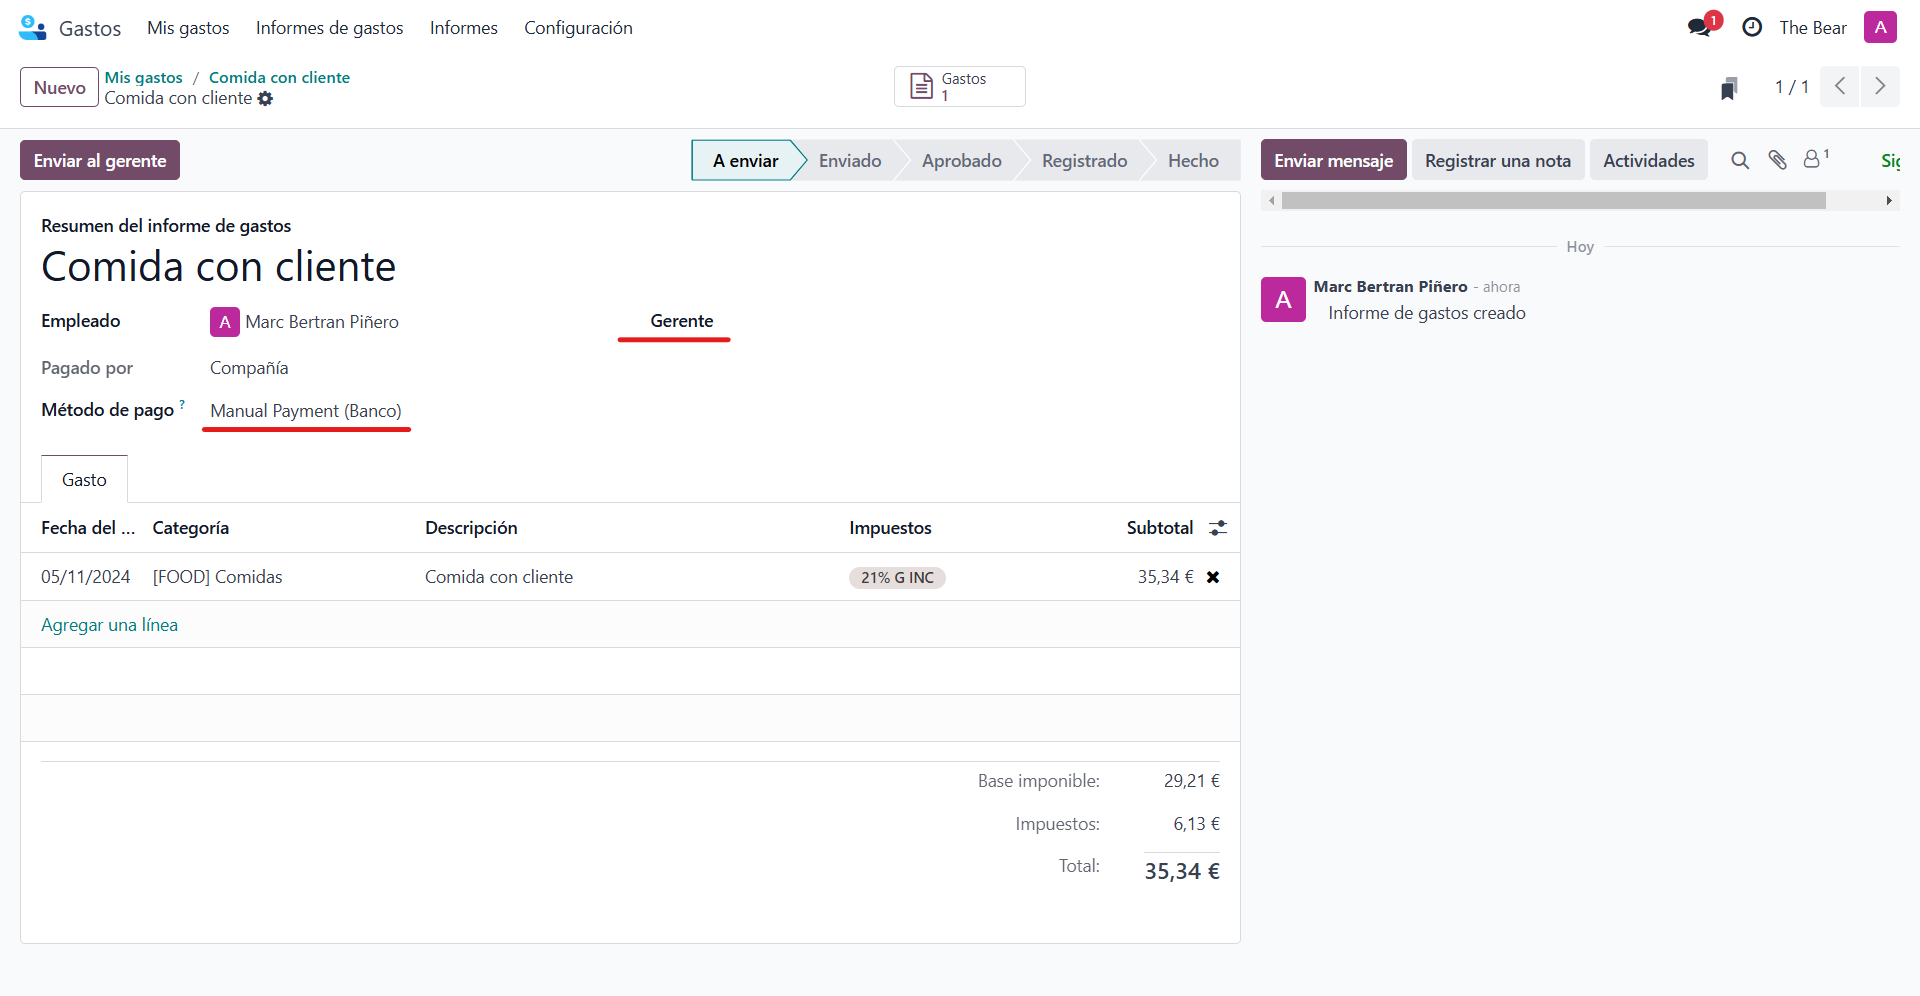 Gastos Mis gastos Informes de gastos Informes Configuración 1 The Bear A
Nuevo Mis gastos / Comida con cliente
Comida con cliente
Gastos
1
1 / 1
Enviar al gerente A enviar Enviado Aprobado Registrado Hecho Enviar mensaje Registrar una nota Actividades 1 Sig
Resumen del informe de gastos
Comida con cliente
Empleado A Marc Bertran Piñero Gerente
Pagado por Compañía
Método de pago ? Manual Payment (Banco)
Gasto
Fecha del ... Categoría Descripción Impuestos Subtotal
05/11/2024 [FOOD] Comidas Comida con cliente 21% G INC 35,34 €
Agregar una línea
Base imponible: 29,21 €
Impuestos: 6,13 €
Total: 35,34 €
Hoy
A Marc Bertran Piñero - ahora
Informe de gastos creado